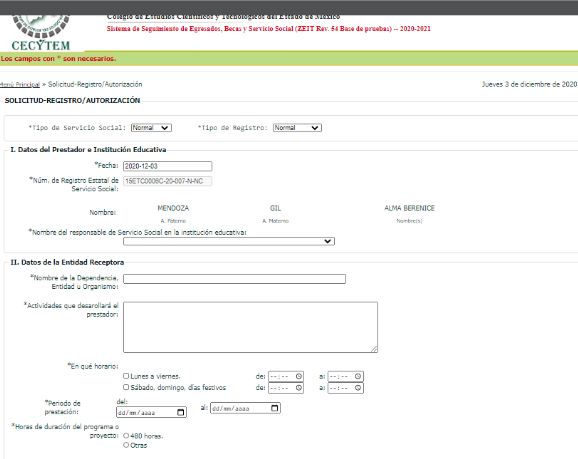 Colegio de Estudios Científicos y Tecnológicos del Estado de México
Sistema de Seguimiento de Egresados, Becas y Servicio Social (ZEIT Rev. 54 Base de pruebas) -- 2020-2021
CECYTEM
Los campos con * son necesarios.
Menú Principal » Solicitud-Registro/Autorización
Jueves 3 de diciembre de 2020
SOLICITUD-REGISTRO/AUTORIZACIÓN
*Tipo de Servicio Social: Normal *Tipo de Registro: Normal
I. Datos del Prestador e Institución Educativa
*Fecha: 2020-12-03
*Núm. de Registro Estatal de
Servicio Social:
15ETC0006C-20-007-N-NC
Nombre:
MENDOZA GIL ALMA BERENICE
A. Paterno A. Materno Nombre(s)
*Nombre del responsable de Servicio Social en la institución educativa:
II. Datos de la Entidad Receptora
*Nombre de la Dependencia,
Entidad u Organismo:
*Actividades que desarollará el
prestador:
*En qué horario:
Lunes a viernes. de: --:-- a: --:--
Sábado, domingo, días festivos de: --:-- a: --:--
*Periodo de
prestación:
del:
dd/mm/aaaa
al: dd/mm/aaaa
*Horas de duración del programa o
proyecto:
480 horas.
Otras